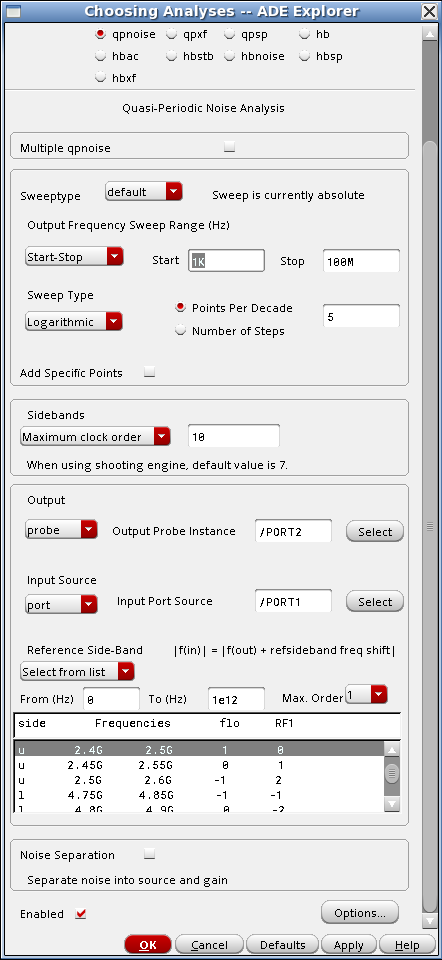 Choosing Analyses -- ADE Explorer
qpnoise qpxf qpsp hb
hbac hbstb hbnoise hbsp
hbxf
Quasi-Periodic Noise Analysis
Multiple qpnoise
Sweeptype default Sweep is currently absolute
Output Frequency Sweep Range (Hz)
Start-Stop Start 1K Stop 100M
Sweep Type
Logarithmic Points Per Decade 5
Number of Steps
Add Specific Points
Sidebands
Maximum clock order 10
When using shooting engine, default value is 7.
Output
probe Output Probe Instance /PORT2 Select
Input Source
port Input Port Source /PORT1 Select
Reference Side-Band |f(in)| = |f(out) + refsideband freq shift|
Select from list
From (Hz) 0 To (Hz) 1e12 Max. Order 1
side Frequencies flo RF1
u 2.4G 2.5G 1 0
u 2.45G 2.55G 0 1
u 2.5G 2.6G -1 2
l 4.75G 4.85G -1 -1
l 4.8G 4.9G 0 -2
Noise Separation
Separate noise into source and gain
Enabled Options...
OK Cancel Defaults Apply Help